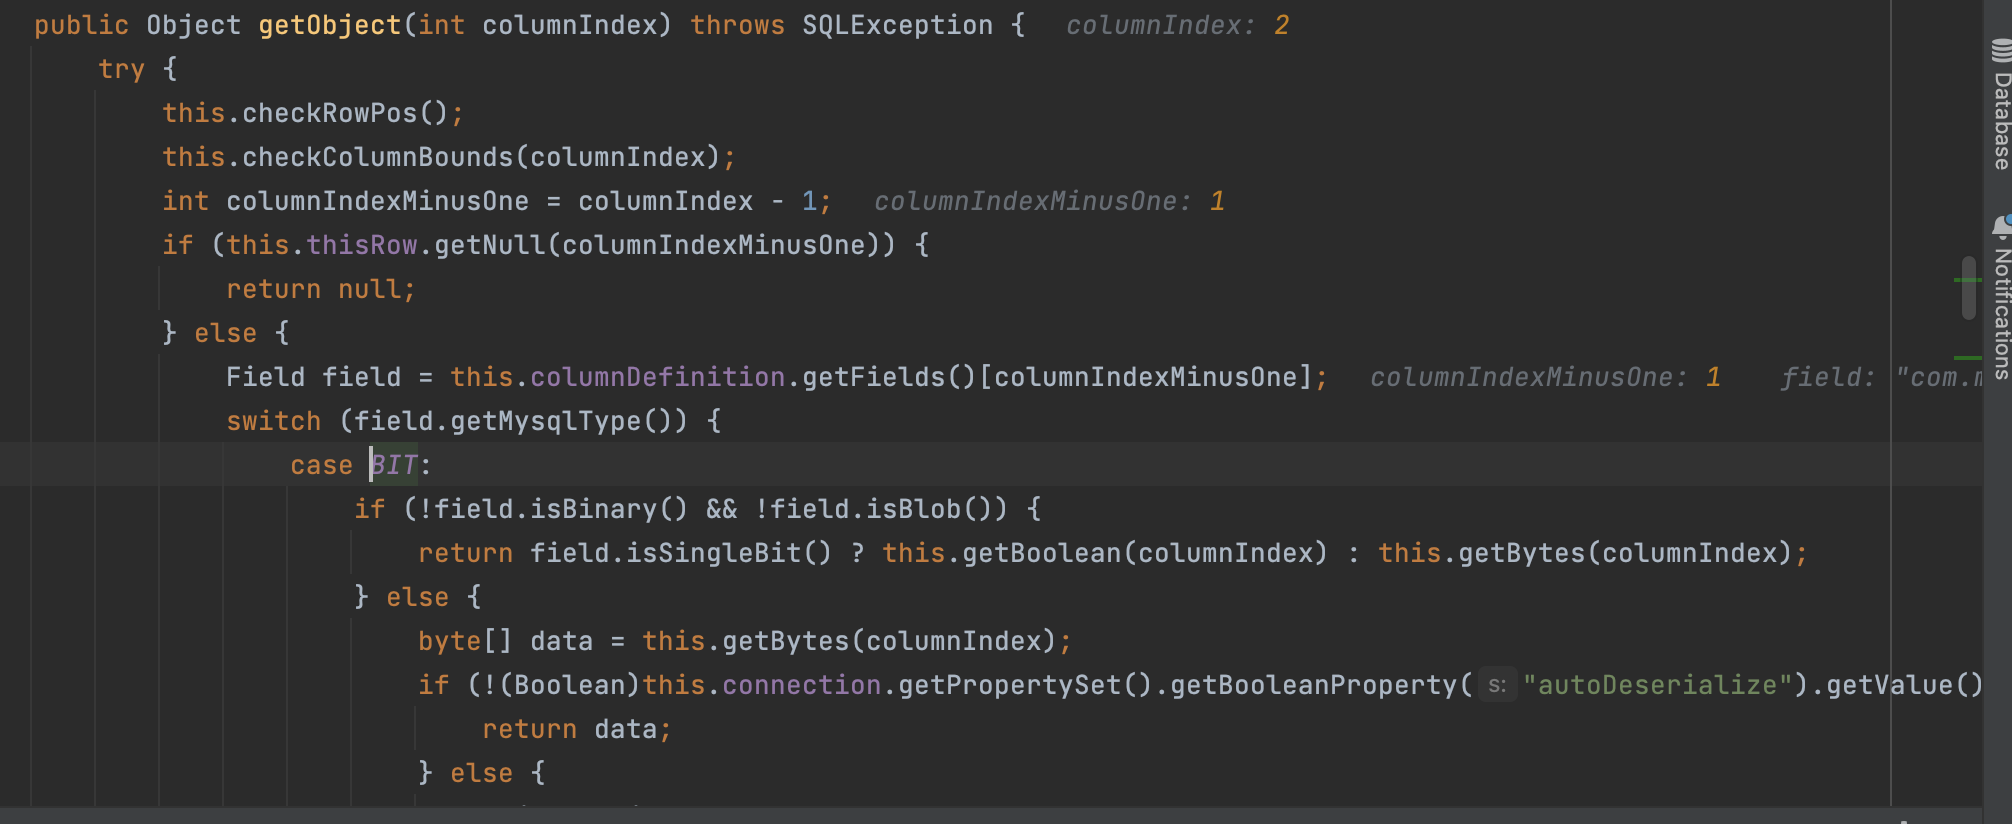 public Object getObject(int columnIndex) throws SQLException {  columnIndex: 2
try {
this.checkRowPos();
this.checkColumnBounds(columnIndex);
int columnIndexMinusOne = columnIndex - 1;  columnIndexMinusOne: 1
if (this.thisRow.getNull(columnIndexMinusOne)) {
return null;
} else {
Field field = this.columnDefinition.getFields()[columnIndexMinusOne];  columnIndexMinusOne: 1  field: "com.
switch (field.getMysqlType()) {
case BIT:
if (!field.isBinary() && !field.isBlob()) {
return field.isSingleBit() ? this.getBoolean(columnIndex) : this.getBytes(columnIndex);
} else {
byte[] data = this.getBytes(columnIndex);
if (!(Boolean)this.connection.getPropertySet().getBooleanProperty( s: "autoDeserialize").getValue()
return data;
} else {
Database
Notifications